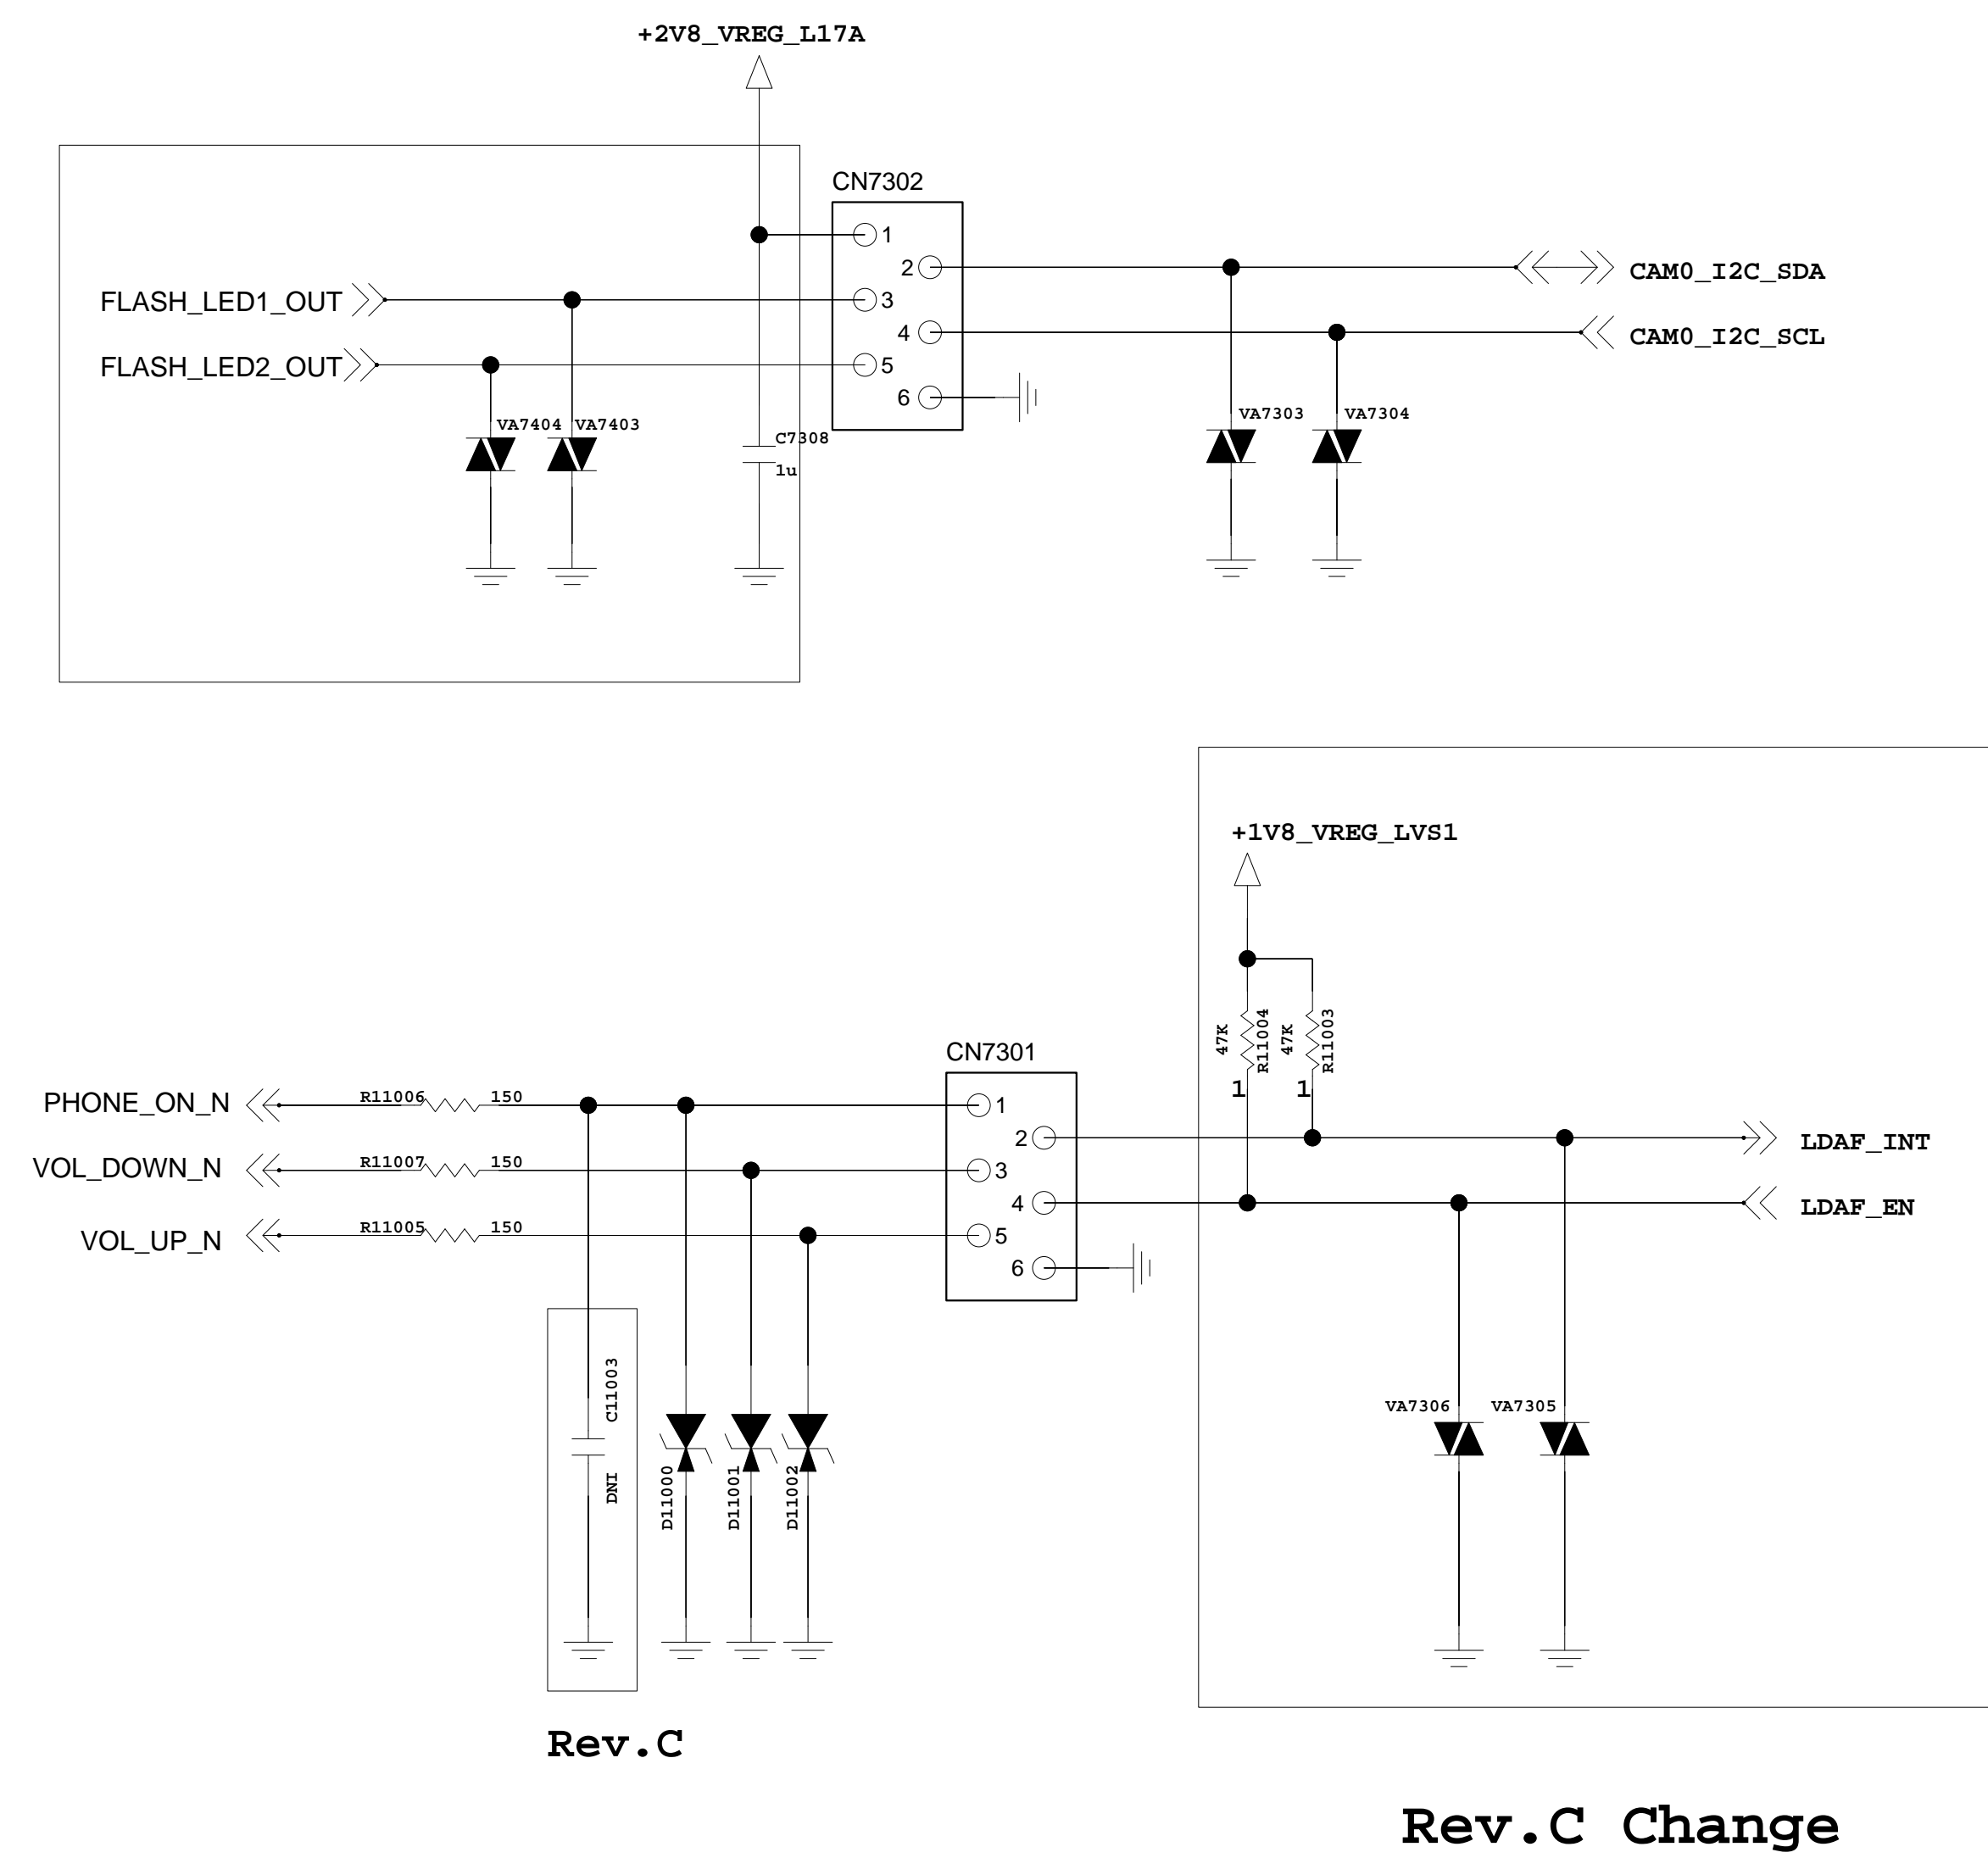 +2V8_VREG_L17A
CN7302
1
2
CAM0_I2C_SDA
FLASH_LED1_OUT
3
4
CAM0_I2C_SCL
FLASH_LED2_OUT
5
6
VA7404
VA7403
C7308
1u
VA7303
VA7304
+1V8_VREG_LVS1
47K
R11004
47K
R11003
1
1
CN7301
PHONE_ON_N
R11006
150
1
2
LDAF_INT
VOL_DOWN_N
R11007
150
3
4
LDAF_EN
VOL_UP_N
R11005
150
5
6
C11003
DNI
D11000
D11001
D11002
VA7306
VA7305
Rev.C
Rev.C Change